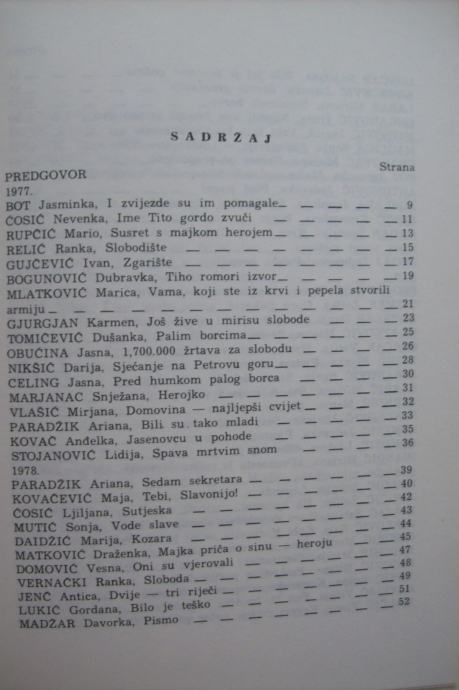 SADRŽAJ
Strana
PREDGOVOR
1977.
BOT Jasminka, I zvijezde su im pomagale — — — — — 9
ĆOSIĆ Nevenka, Ime Tito gordo zvuči — — — — — 11
RUPČIĆ Mario, Susret s majkom herojem — — — — — 13
RELIĆ Ranka, Slobodište — — — — — — — — 15
GUJČEVIĆ Ivan, Zgarište — — — — — — — — 17
BOGUNOVIĆ Dubravka, Tiho romori izvor — — — — — 19
MLATKOVIĆ Marica, Vama, koji ste iz krvi i pepela stvorili
armiju — — — — — — — — — — — — 21
GJURGJAN Karmen, Još žive u mirisu slobode — — — 23
TOMIČEVIĆ Dušanka, Palim borcima — — — — — — 25
OBUĆINA Jasna, 1,700.000 žrtava za slobodu — — — — 26
NIKŠIĆ Darija, Sjećanje na Petrovu goru — — — — — 28
CELING Jasna, Pred humkom palog borca — — — — 30
MARJANAC Snježana, Herojko — — — — — — — 31
VLAŠIĆ Mirjana, Domovina — najljepši cvijet — — — — 32
PARADŽIK Ariana, Bili su tako mladi — — — — — 33
KOVAČ Anđelka, Jasenovcu u pohode — — — — — 35
STOJANOVIĆ Lidija, Spava mrtvim snom — — — — — 36
1978.
PARADŽIK Ariana, Sedam sekretara — — — — — — 39
KOVAČEVIĆ Maja, Tebi, Slavonijo! — — — — — — 40
ĆOSIĆ Ljiljana, Sutjeska — — — — — — — — 42
MUTIĆ Sonja, Vode slave — — — — — — — — 43
DAIDŽIĆ Marija, Kozara — — — — — — — — 44
MATKOVIĆ Draženka, Majka priča o sinu — heroju — — — 45
DOMOVIĆ Vesna, Oni su vjerovali — — — — — — 47
VERNAČKI Ranka, Sloboda — — — — — — — — 48
JENČ Antica, Dvije — tri riječi — — — — — — — 49
LUKIĆ Gordana, Bilo je teško — — — — — — — 51
MADŽAR Davorka, Pismo — — — — — — — — 52